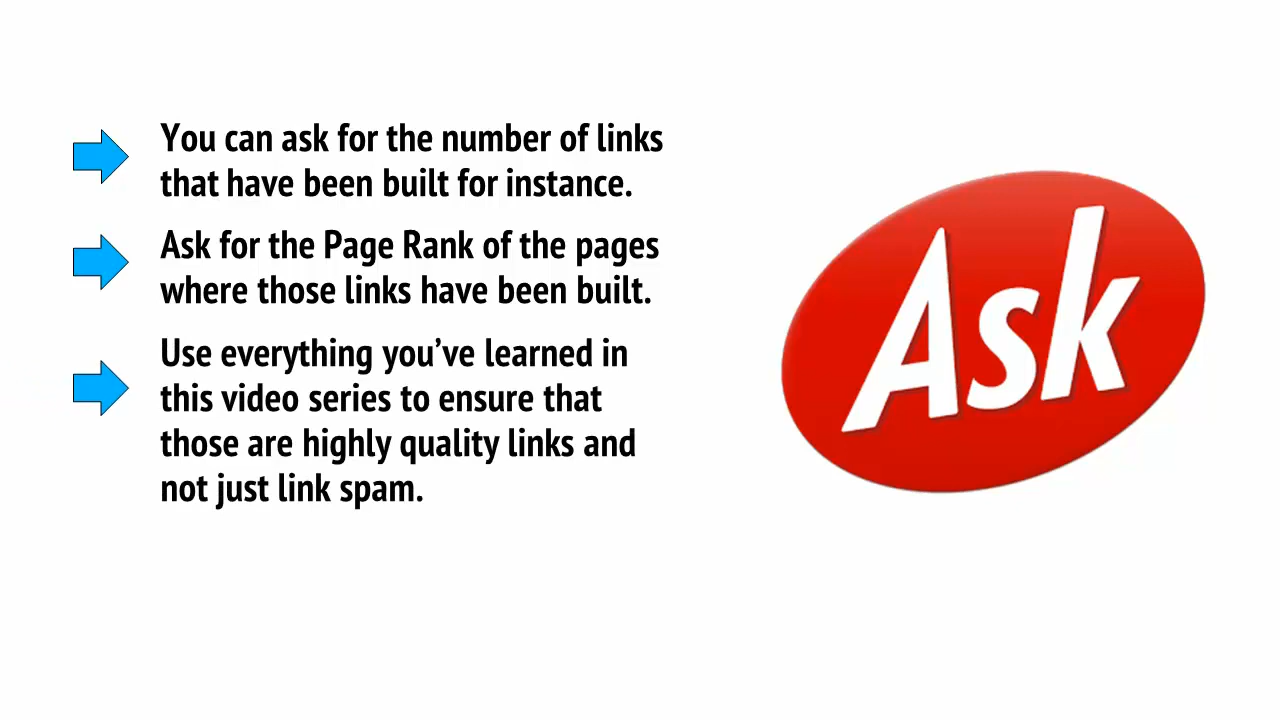 You can ask for the number of links
that have been built for instance.
Ask for the Page Rank of the pages
where those links have been built.
Use everything you’ve learned in
this video series to ensure that
those are highly quality links and
not just link spam.
Ask